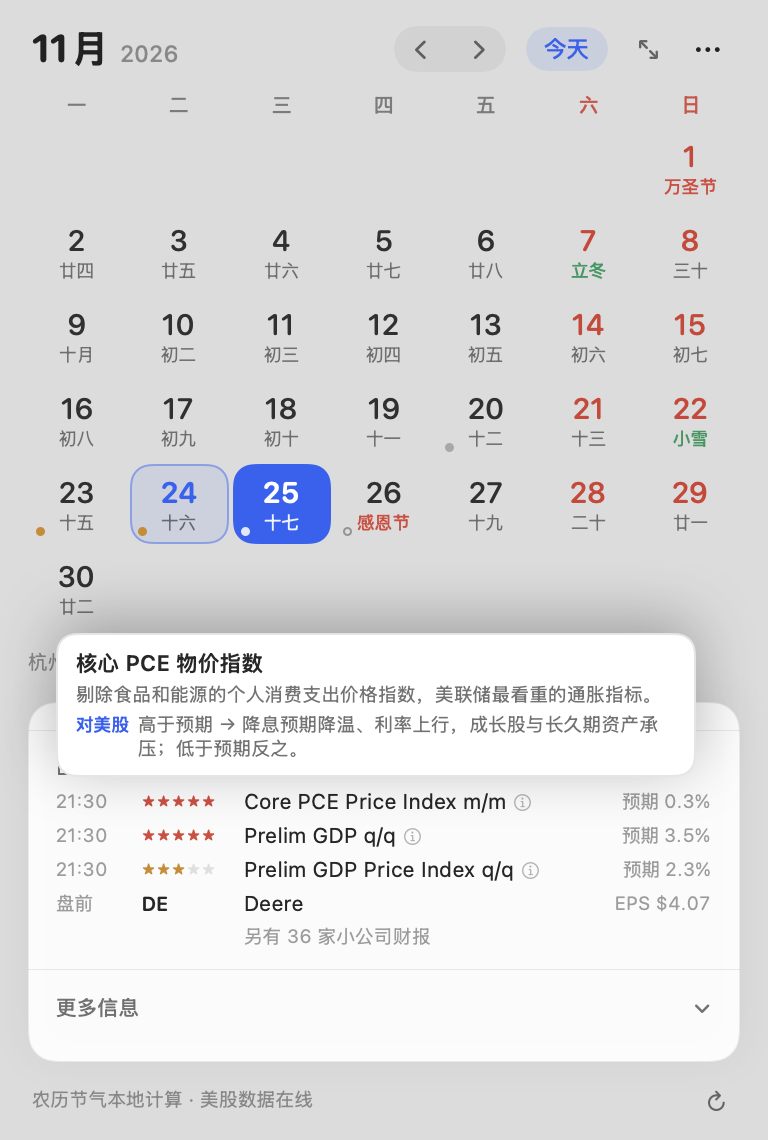 11月 2026 今天
一 二 三 四 五 六 日
1
万圣节
2 3 4 5 6 7 8
廿四 廿五 廿六 廿七 廿八 立冬 三十
9 10 11 12 13 14 15
十月 初二 初三 初四 初五 初六 初七
16 17 18 19 20 21 22
初八 初九 初十 十一 十二 十三 小雪
23 24 25 26 27 28 29
十五 十六 十七 感恩节 十九 二十 廿一
30
廿二
杭州
核心 PCE 物价指数
剔除食品和能源的个人消费支出价格指数，美联储最看重的通胀指标。
对美股 高于预期 → 降息预期降温、利率上行，成长股与长久期资产承
压；低于预期反之。
21:30 ★★★★★ Core PCE Price Index m/m ⓘ 预期 0.3%
21:30 ★★★★★ Prelim GDP q/q ⓘ 预期 3.5%
21:30 ★★★★★ Prelim GDP Price Index q/q ⓘ 预期 2.3%
盘前 DE Deere EPS $4.07
另有 36 家小公司财报
更多信息
农历节气本地计算 · 美股数据在线